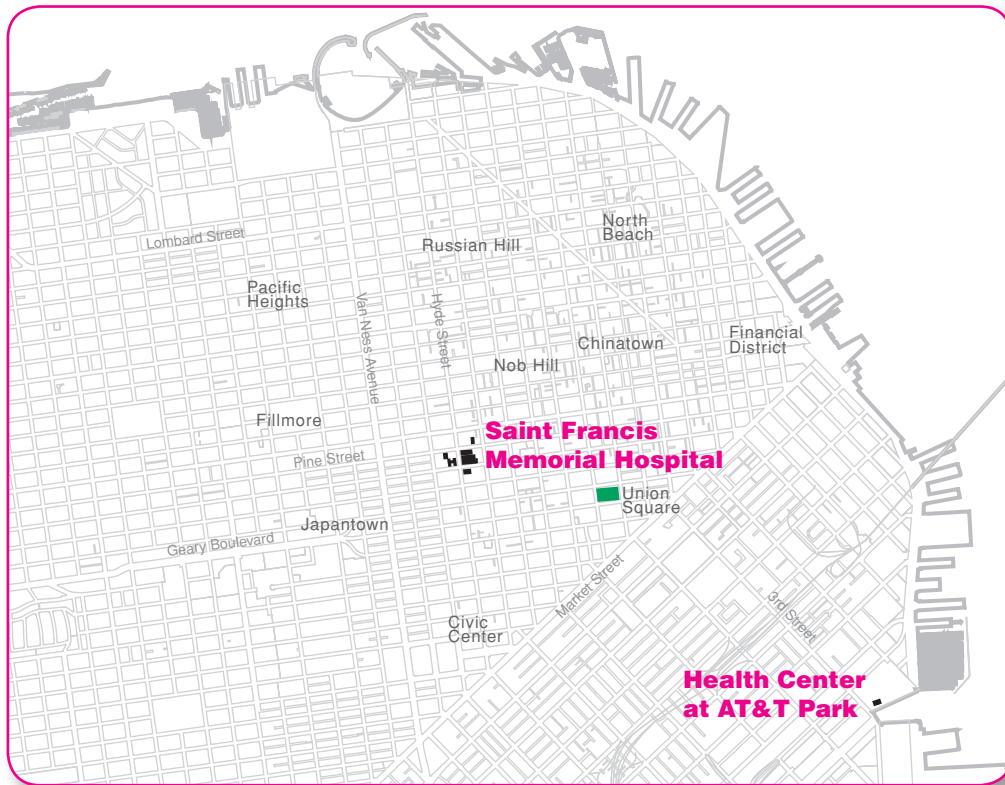 North
Beach
Lombard Street
Russian Hill
Pacific
Heights
Van Ness Avenue
Hyde Street
Financial
District
Chinatown
Nob Hill
Fillmore
Saint Francis
Memorial Hospital
Pine Street
Union
Square
Japantown
Geary Boulevard
Market Street
3rd Street
Civic
Center
Health Center
at AT&T Park